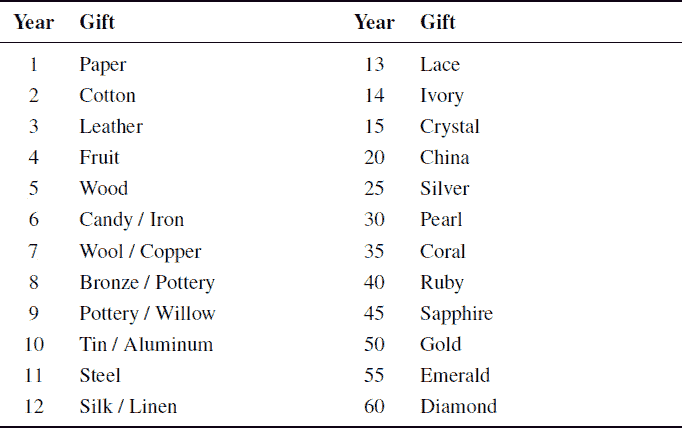 Year Gift Year Gift
1 Paper 13 Lace
2 Cotton 14 Ivory
3 Leather 15 Crystal
4 Fruit 20 China
5 Wood 25 Silver
6 Candy / Iron 30 Pearl
7 Wool / Copper 35 Coral
8 Bronze / Pottery 40 Ruby
9 Pottery / Willow 45 Sapphire
10 Tin / Aluminum 50 Gold
11 Steel 55 Emerald
12 Silk / Linen 60 Diamond